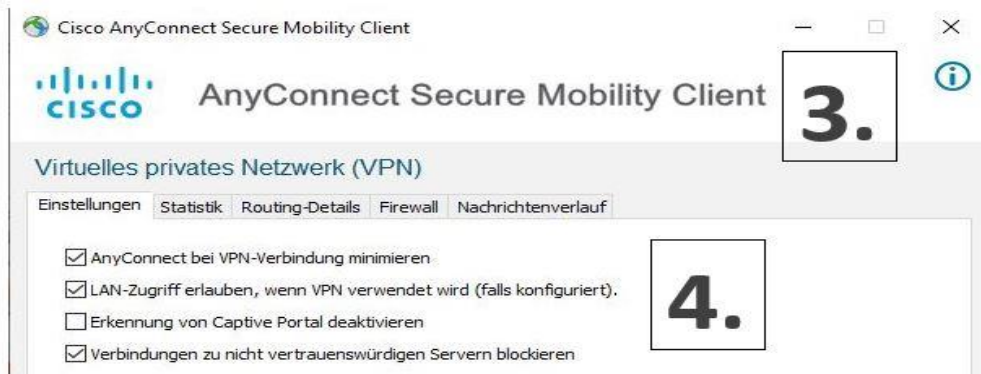 Cisco AnyConnect Secure Mobility Client
CISCO
AnyConnect Secure Mobility Client
3.
Virtuelles privates Netzwerk (VPN)
Einstellungen Statistik Routing-Details Firewall Nachrichtenverlauf
AnyConnect bei VPN-Verbindung minimieren
LAN-Zugriff erlauben, wenn VPN verwendet wird (falls konfiguriert).
4.
Erkennung von Captive Portal deaktivieren
Verbindungen zu nicht vertrauenswürdigen Servern blockieren